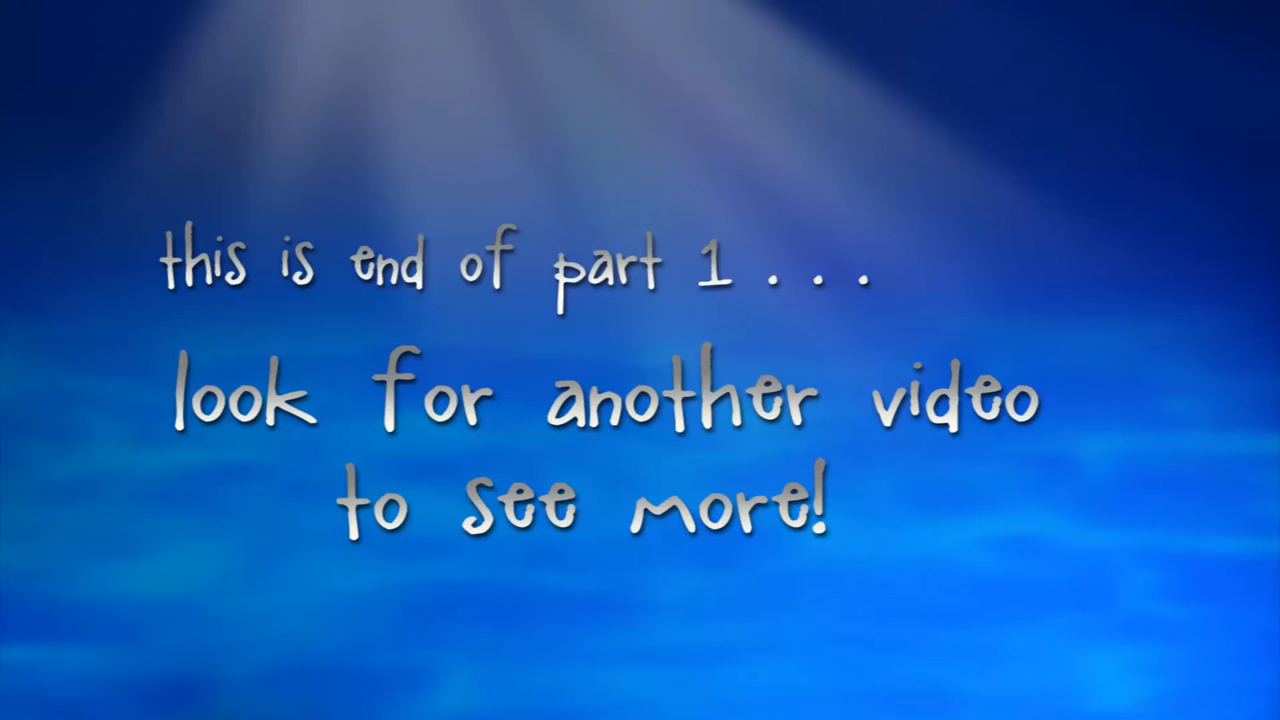 this is end of part 1 . . .
look for another video
to see more!